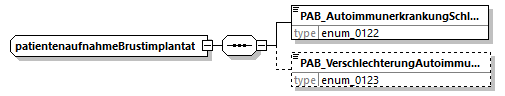 patientenaufnahmeBrustimplantat
PAB_AutoimmunerkrankungSchl...
type enum_0122
PAB_VerschlechterungAutoimmu...
type enum_0123